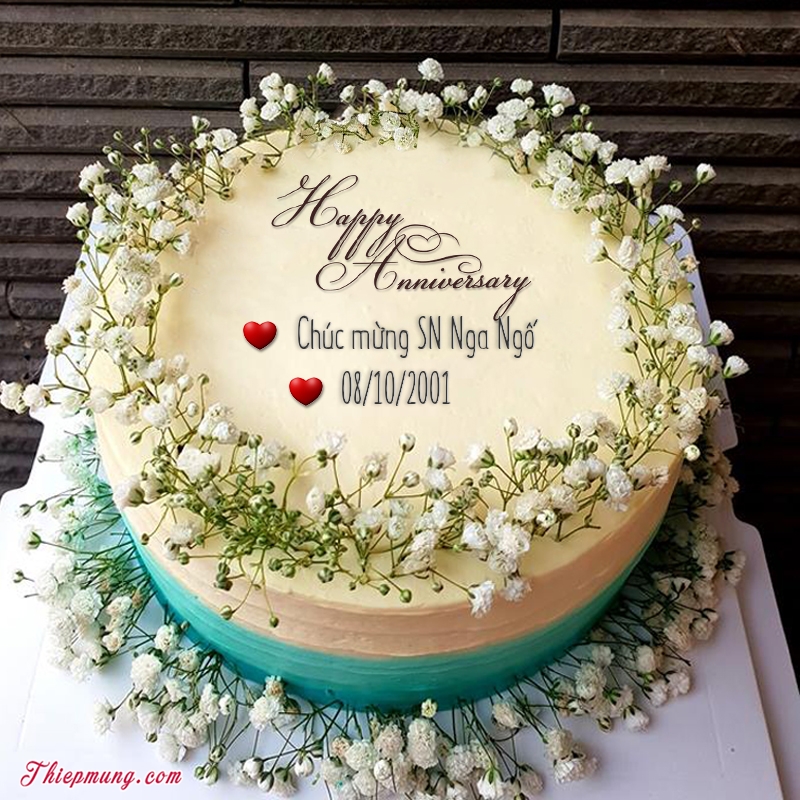 Happy
Anniversary
Chúc mừng SN Nga Ngố
08/10/2001
Thiepmung.com